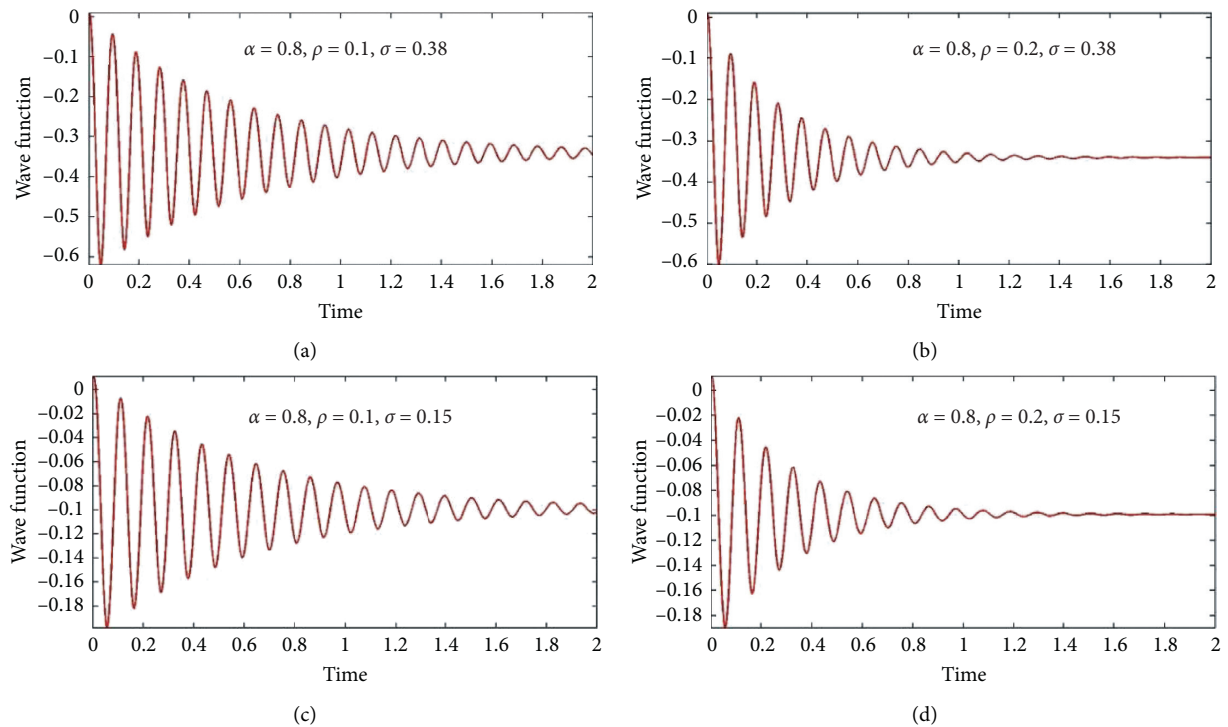 0
−0.1
−0.2
−0.3
−0.4
−0.5
−0.6
Wave function
α = 0.8, ρ = 0.1, σ = 0.38
0 0.2 0.4 0.6 0.8 1 1.2 1.4 1.6 1.8 2
Time
(a)
0
−0.1
−0.2
−0.3
−0.4
−0.5
−0.6
Wave function
α = 0.8, ρ = 0.2, σ = 0.38
0 0.2 0.4 0.6 0.8 1 1.2 1.4 1.6 1.8 2
Time
(b)
0
−0.02
−0.04
−0.06
−0.08
−0.1
−0.12
−0.14
−0.16
−0.18
Wave function
α = 0.8, ρ = 0.1, σ = 0.15
0 0.2 0.4 0.6 0.8 1 1.2 1.4 1.6 1.8 2
Time
(c)
0
−0.02
−0.04
−0.06
−0.08
−0.1
−0.12
−0.14
−0.16
−0.18
Wave function
α = 0.8, ρ = 0.2, σ = 0.15
0 0.2 0.4 0.6 0.8 1 1.2 1.4 1.6 1.8 2
Time
(d)